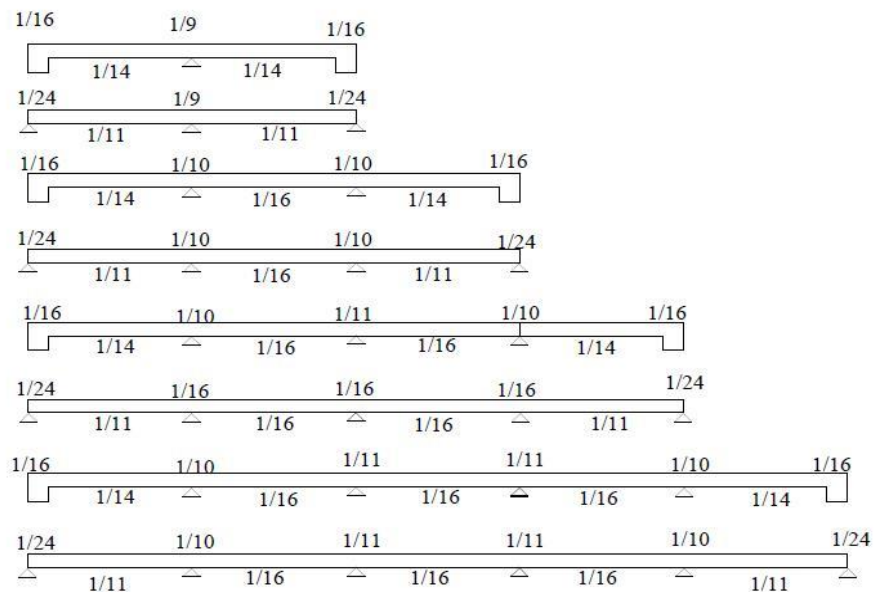 1/16 1/9 1/16
1/14 1/14
1/24 1/9 1/24
1/11 1/11
1/16 1/10 1/10 1/16
1/14 1/16 1/14
1/24 1/10 1/10 1/24
1/11 1/16 1/11
1/16 1/10 1/11 1/10 1/16
1/14 1/16 1/16 1/14
1/24 1/16 1/16 1/16 1/24
1/11 1/16 1/16 1/11
1/16 1/10 1/11 1/11 1/10 1/16
1/14 1/16 1/16 1/16 1/14
1/24 1/10 1/11 1/11 1/10 1/24
1/11 1/16 1/16 1/16 1/11